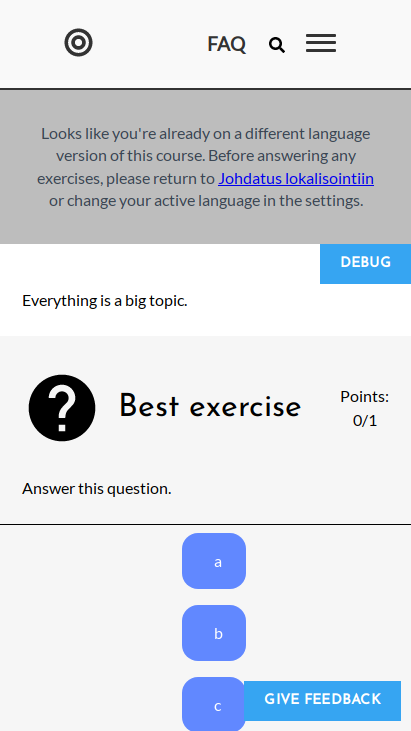 FAQ
Looks like you're already on a different language
version of this course. Before answering any
exercises, please return to Johdatus lokalisointiin
or change your active language in the settings.
DEBUG
Everything is a big topic.
Best exercise
Points:
0/1
Answer this question.
a
b
c
GIVE FEEDBACK